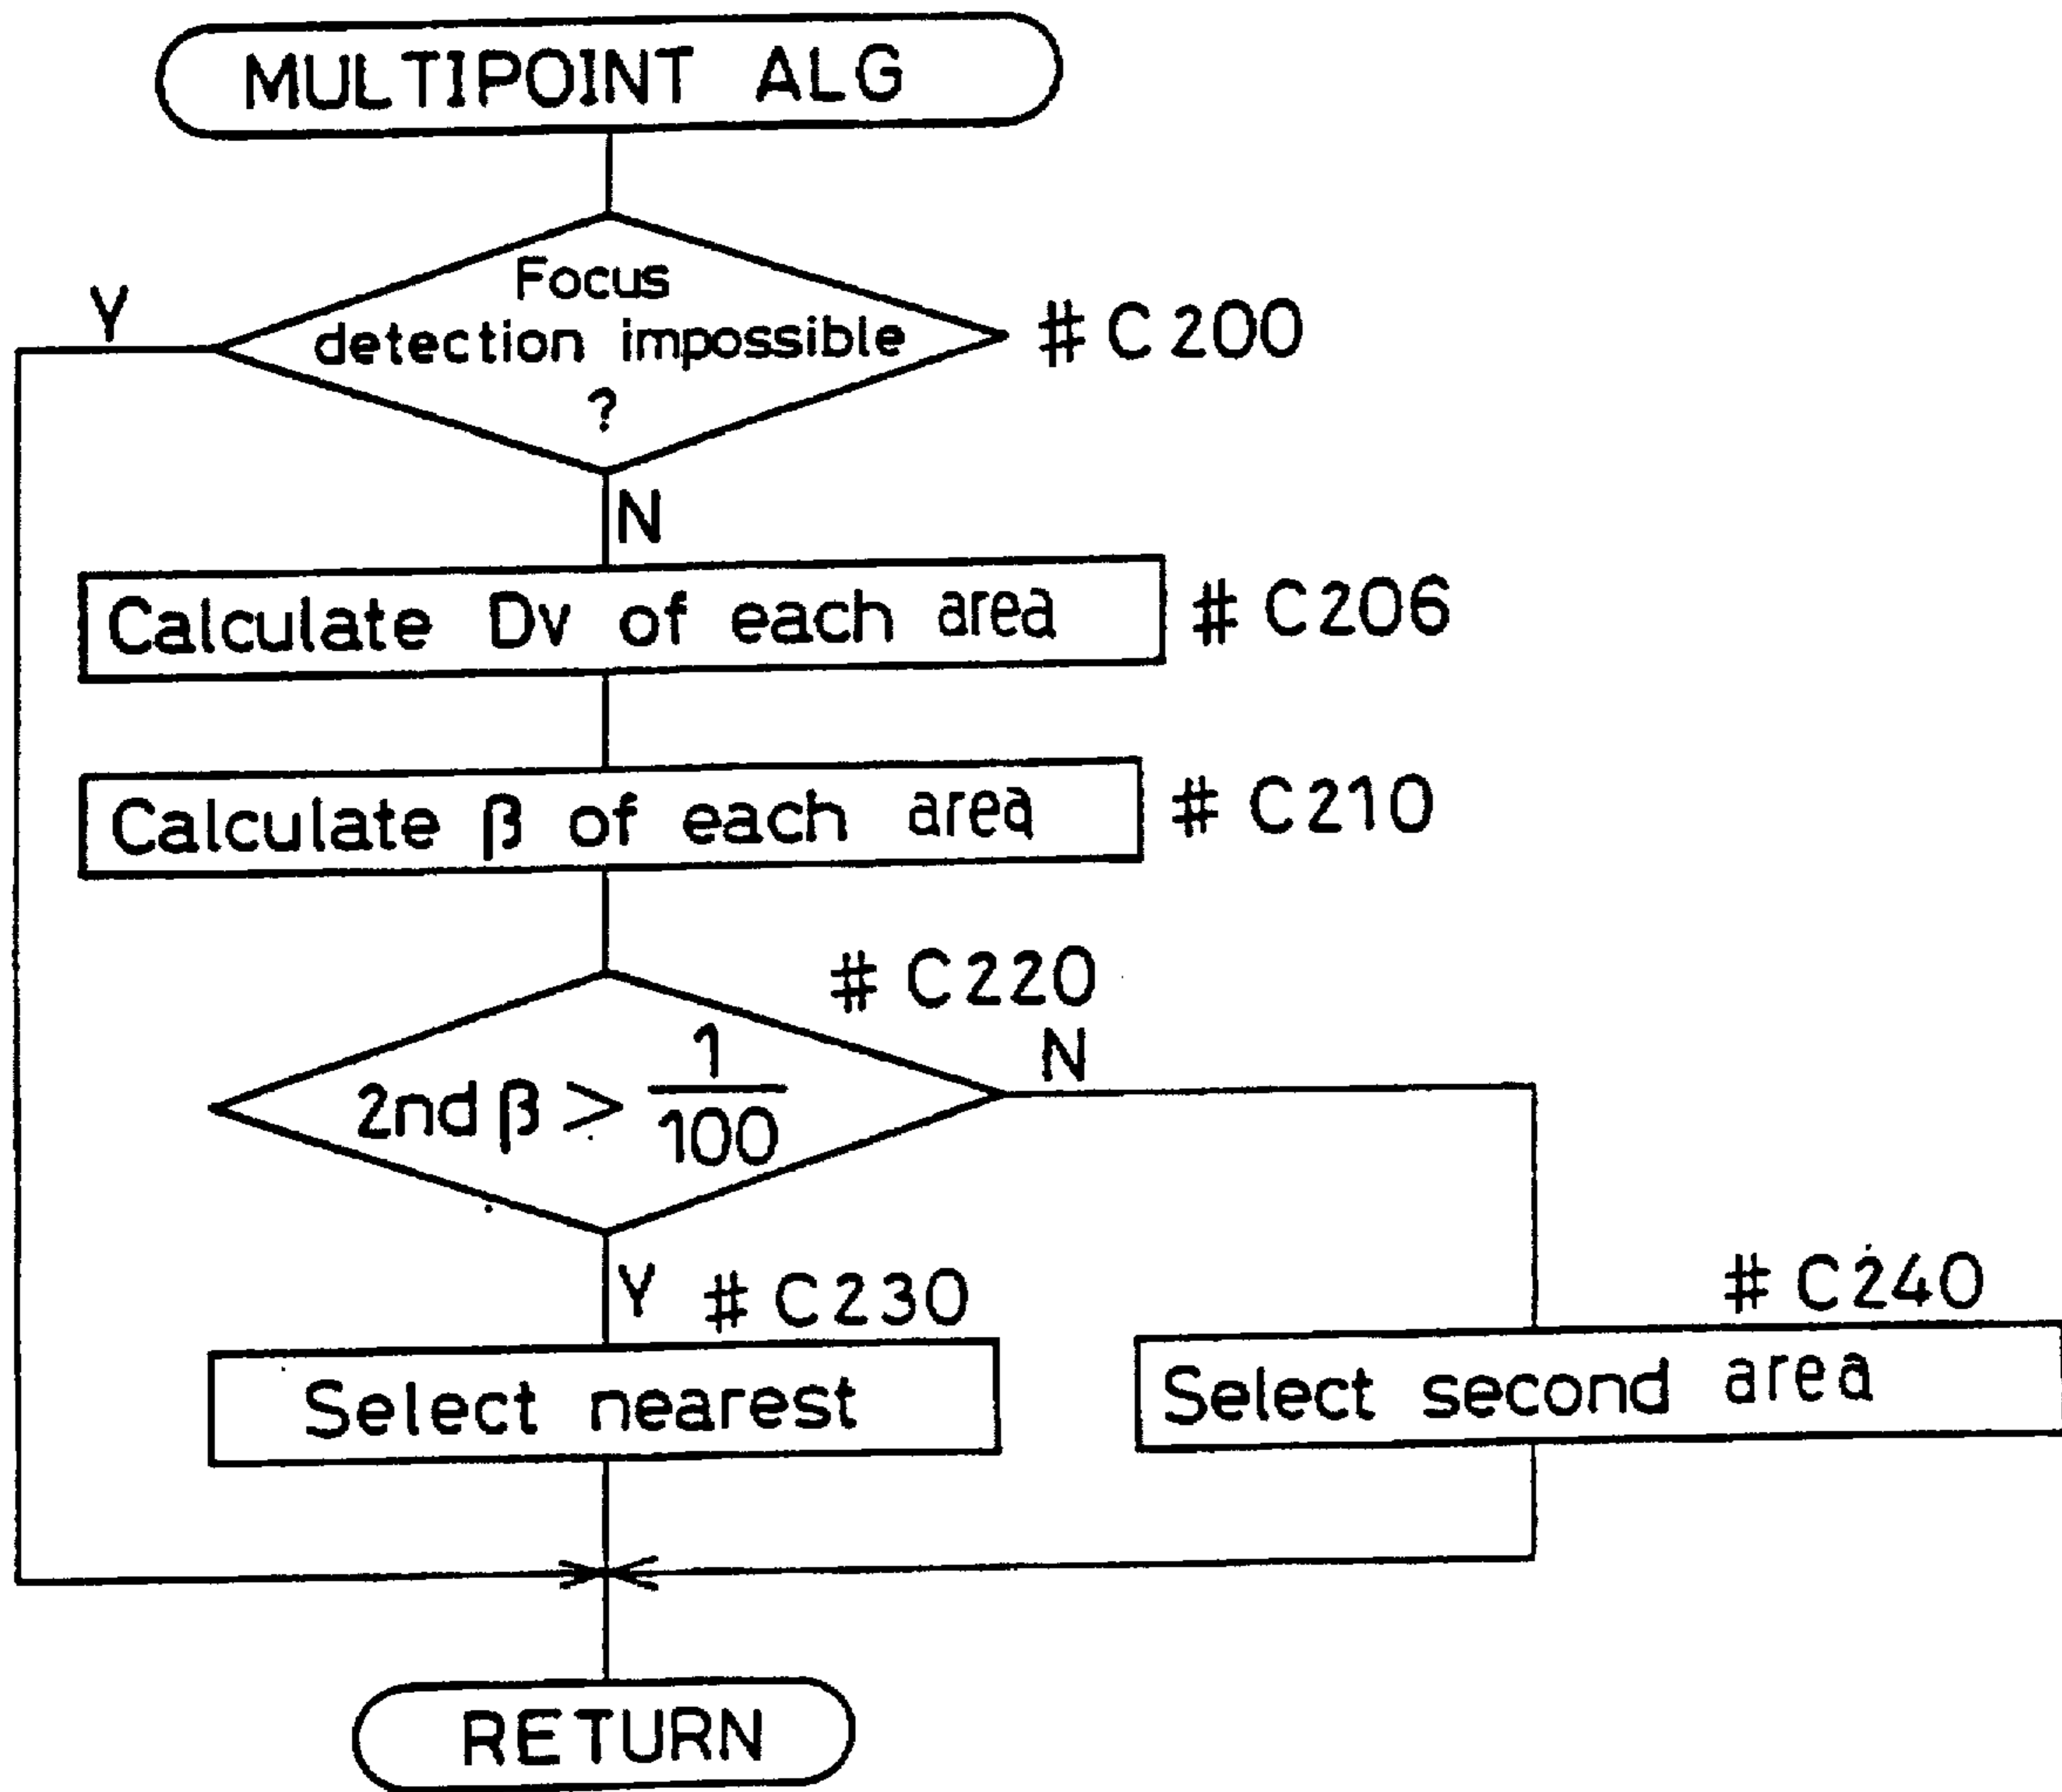 MULTIPOINT ALG
Focus
detection impossible
?
# C200
Y
N
Calculate Dv of each area
# C206
Calculate β of each area
# C210
# C220
2nd β > 1/100
N
Y
# C230
Select nearest
# C240
Select second area
RETURN